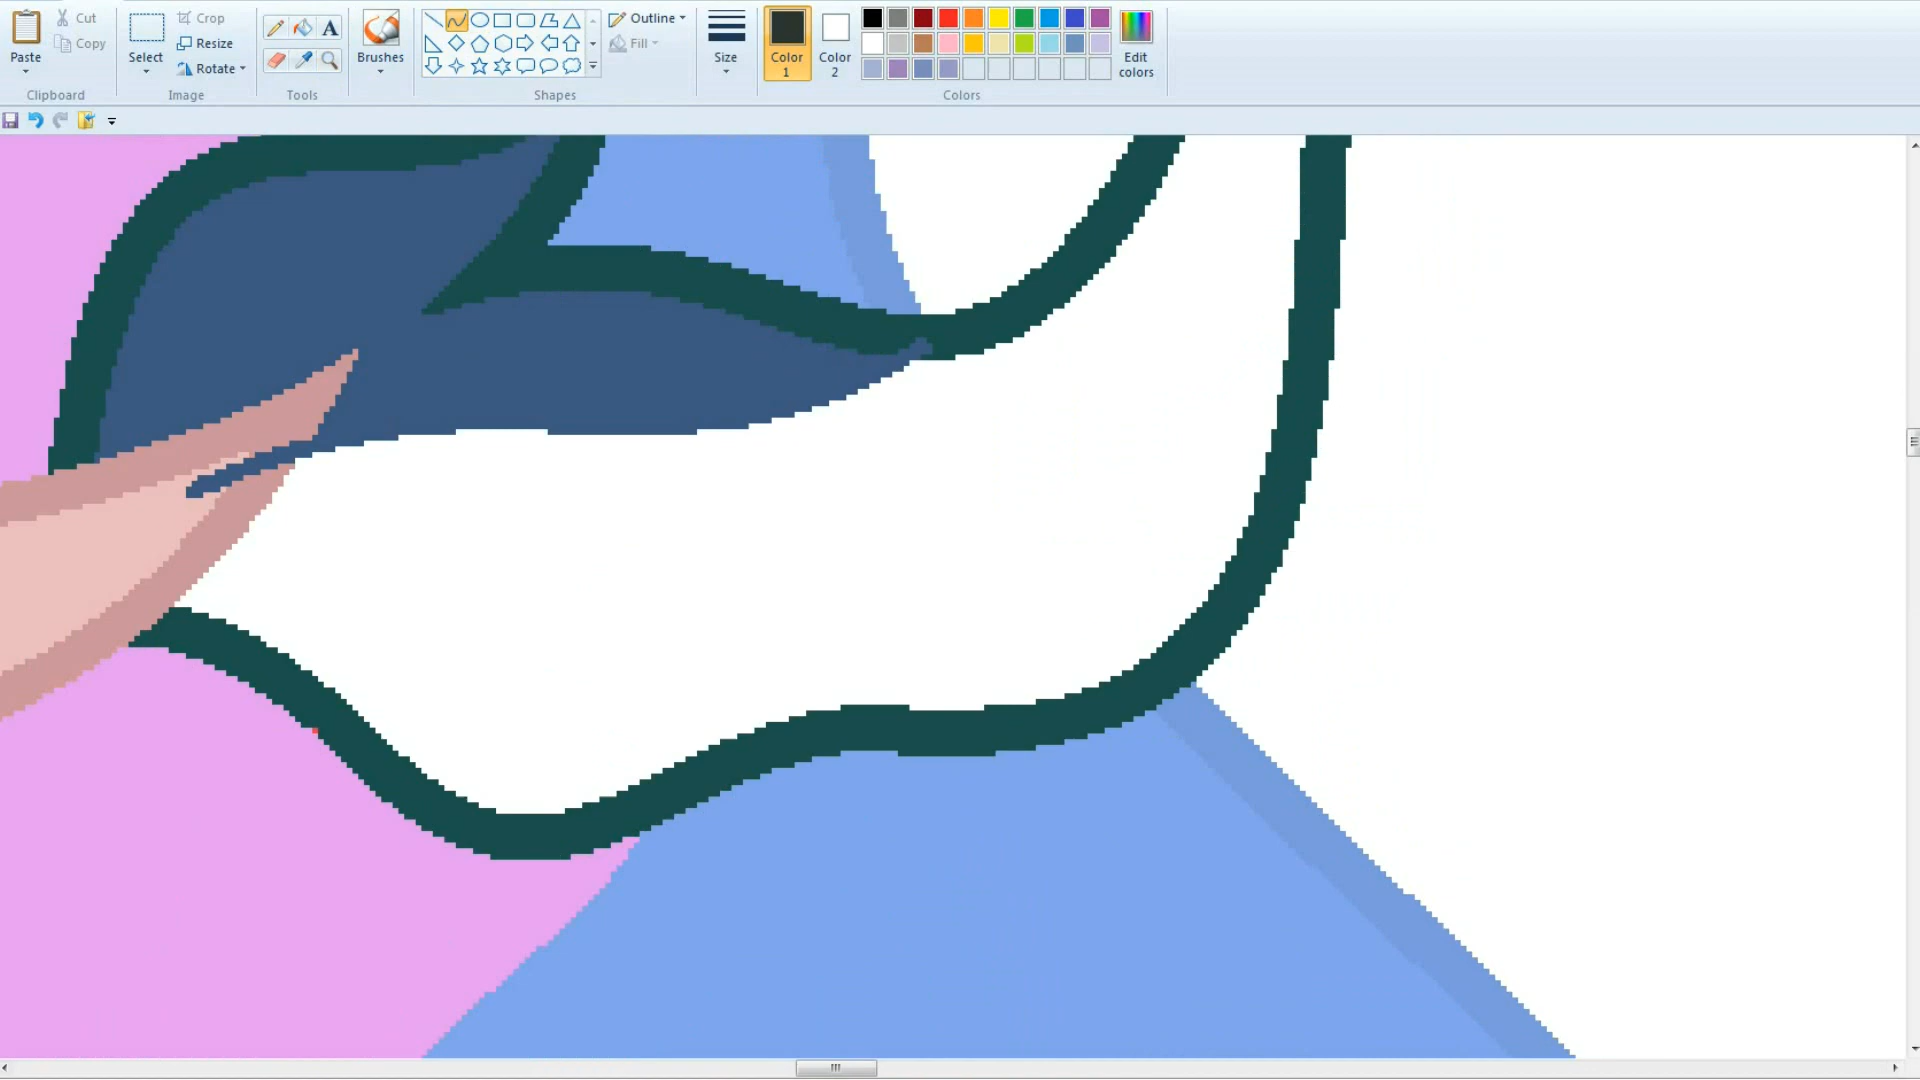 Paste
Cut
Copy
Clipboard
Select
Crop
Resize
Rotate
Image
A
Tools
Brushes
Outline
Fill
Shapes
Size
Color
1
Color
2
Edit
colors
Colors